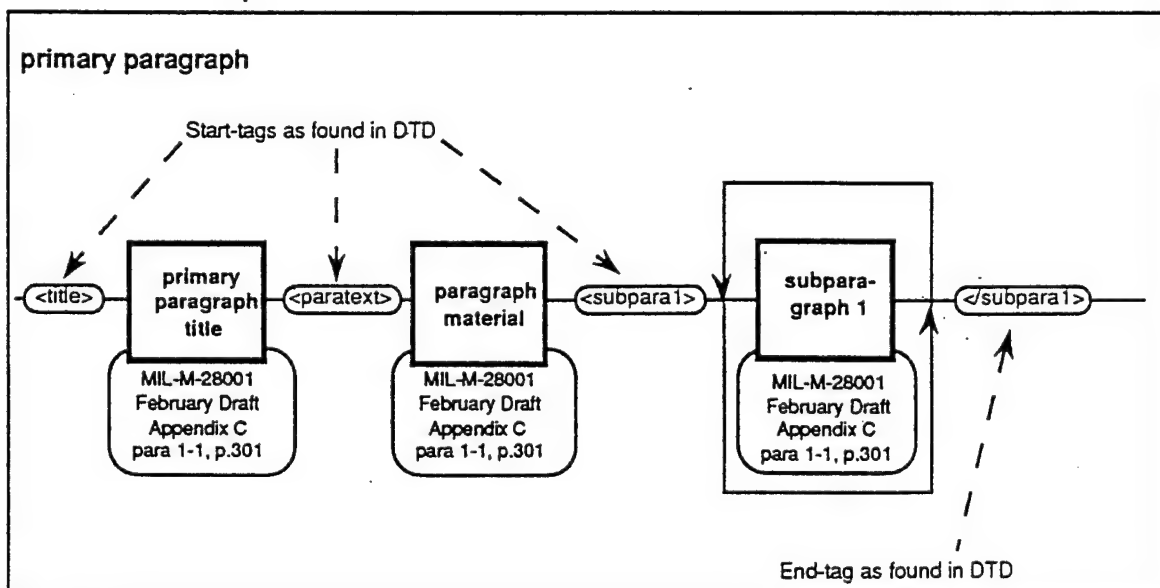 primary paragraph
Start-tags as found in DTD
<title>
primary
paragraph
title
<paratext>
paragraph
material
<subpara1>
subpara-
graph 1
</subpara1>
MIL-M-28001
February Draft
Appendix C
para 1-1, p.301
MIL-M-28001
February Draft
Appendix C
para 1-1, p.301
MIL-M-28001
February Draft
Appendix C
para 1-1, p.301
End-tag as found in DTD